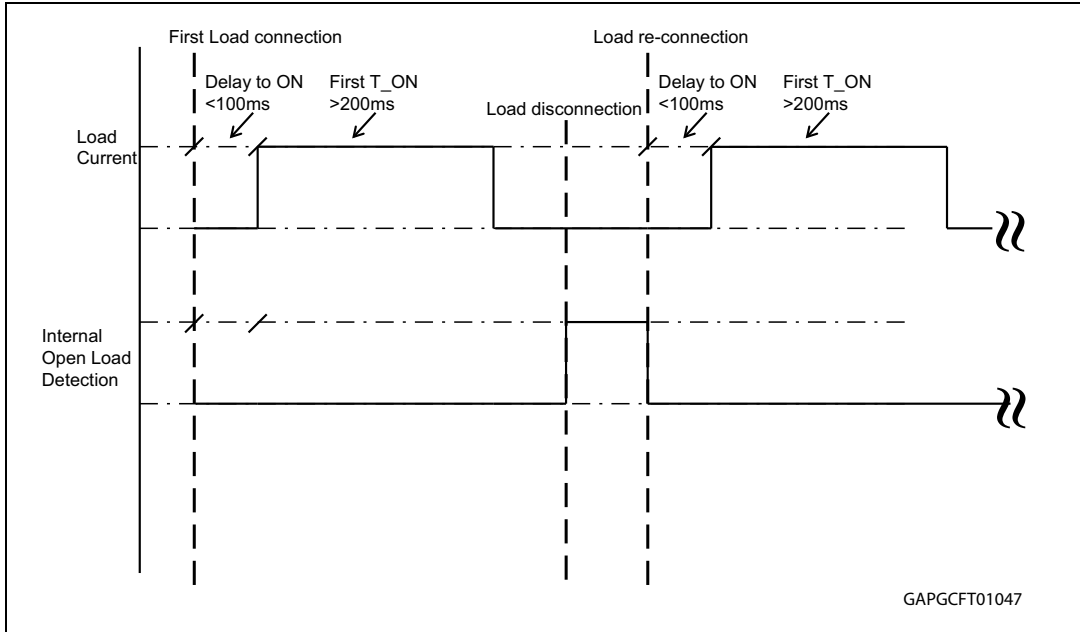 First Load connection
Load re-connection
Delay to ON
<100ms
First T_ON
>200ms
Load disconnection
Delay to ON
<100ms
First T_ON
>200ms
Load
Current
Internal
Open Load
Detection
GAPGCFT01047